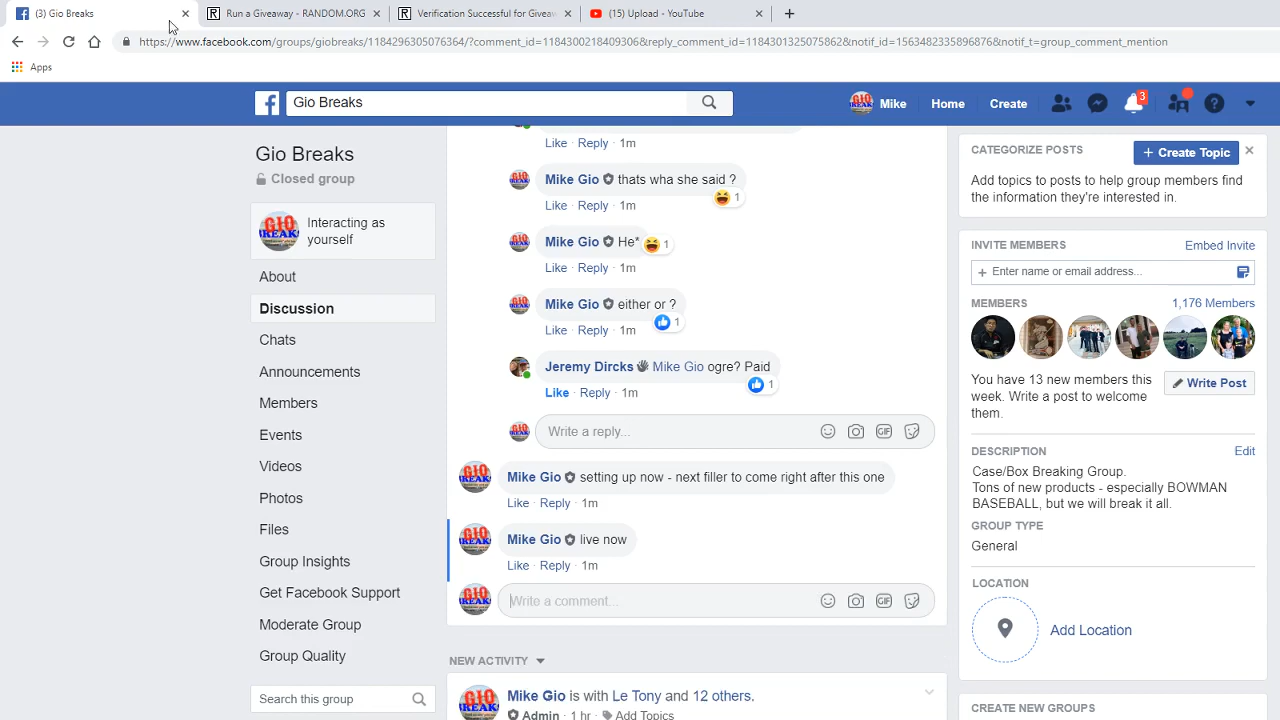 (3) Gio Breaks
Run a Giveaway - RANDOM.ORG
Verification Successful for Giveaw
(15) Upload - YouTube
https://www.facebook.com/groups/giobreaks/1184296305076364/?comment_id=1184300218409306&reply_comment_id=1184301325075862&notif_id=1563482335896876&notif_t=group_comment_mention
Apps
Gio Breaks
Mike
Home
Create
3
Gio Breaks
Closed group
Interacting as
yourself
About
Discussion
Chats
Announcements
Members
Events
Videos
Photos
Files
Group Insights
Get Facebook Support
Moderate Group
Group Quality
Search this group
Like · Reply · 1m
Mike Gio thats wha she said ?
1
Like · Reply · 1m
Mike Gio He*
1
Like · Reply · 1m
Mike Gio either or ?
1
Like · Reply · 1m
Jeremy Dircks Mike Gio ogre? Paid
1
Like · Reply · 1m
Write a reply...
GIF
Mike Gio setting up now - next filler to come right after this one
Like · Reply · 1m
Mike Gio live now
Like · Reply · 1m
Write a comment...
GIF
NEW ACTIVITY
Mike Gio is with Le Tony and 12 others.
Admin · 1 hr · Add Topics
CATEGORIZE POSTS
+ Create Topic
Add topics to posts to help group members find
the information they're interested in.
INVITE MEMBERS
Embed Invite
+ Enter name or email address...
MEMBERS
1,176 Members
You have 13 new members this
week. Write a post to welcome
them.
Write Post
DESCRIPTION
Edit
Case/Box Breaking Group.
Tons of new products - especially BOWMAN
BASEBALL, but we will break it all.
GROUP TYPE
General
LOCATION
Add Location
CREATE NEW GROUPS